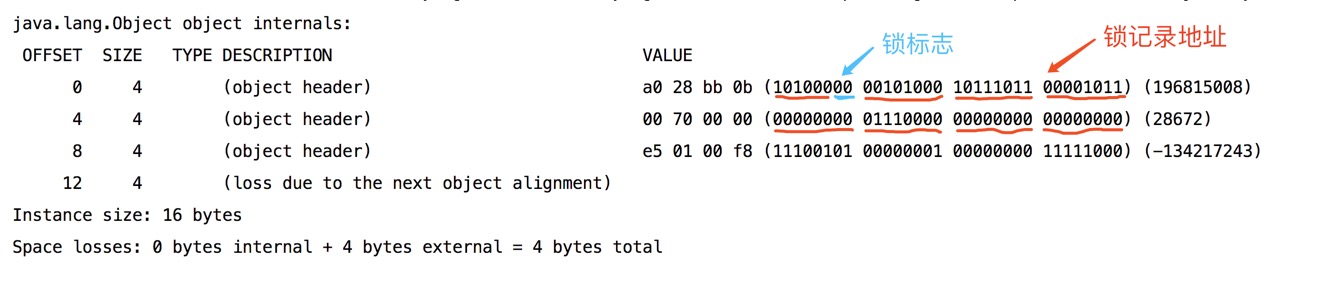 java.lang.Object object internals:
OFFSET SIZE TYPE DESCRIPTION VALUE
锁标志
锁记录地址
0 4 (object header) a0 28 bb 0b (10100000 00101000 10111011 00001011) (196815008)
4 4 (object header) 00 70 00 00 (00000000 01110000 00000000 00000000) (28672)
8 4 (object header) e5 01 00 f8 (11100101 00000001 00000000 11111000) (-134217243)
12 4 (loss due to the next object alignment)
Instance size: 16 bytes
Space losses: 0 bytes internal + 4 bytes external = 4 bytes total